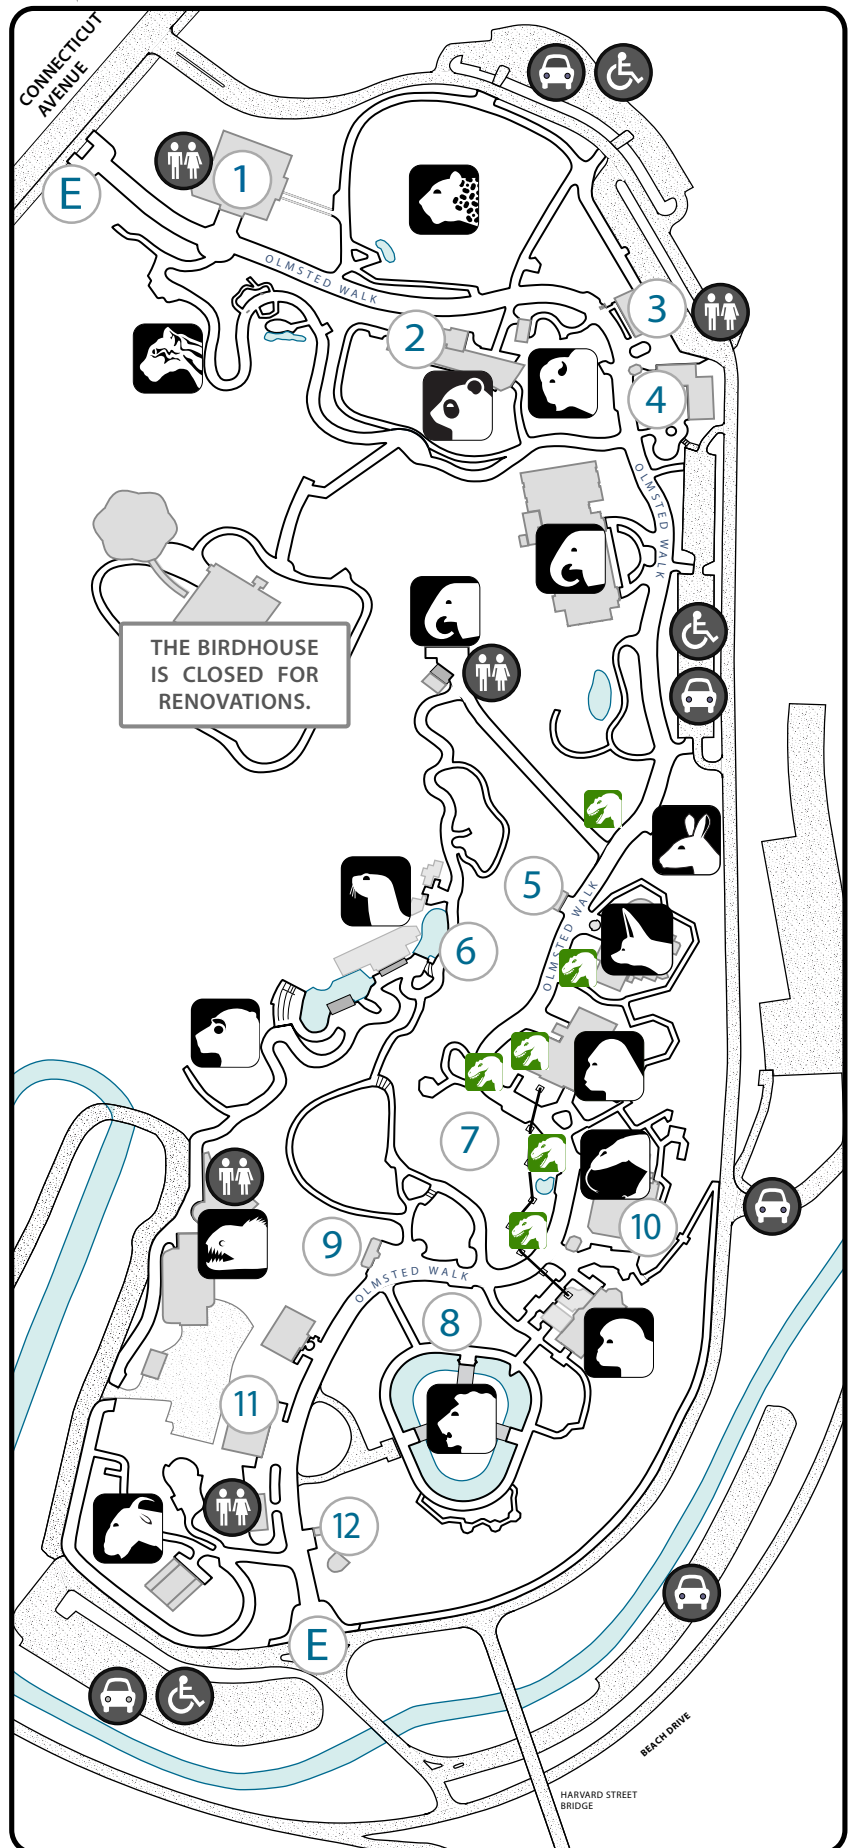 CONNECTICUT
AVENUE
E
1
OLMSTED WALK
2
3
4
OLMSTED WALK
THE BIRDHOUSE
IS CLOSED FOR
RENOVATIONS.
5
OLMSTED WALK
6
7
10
9
OLMSTED WALK
8
11
12
E
BEACH DRIVE
HARVARD STREET
BRIDGE